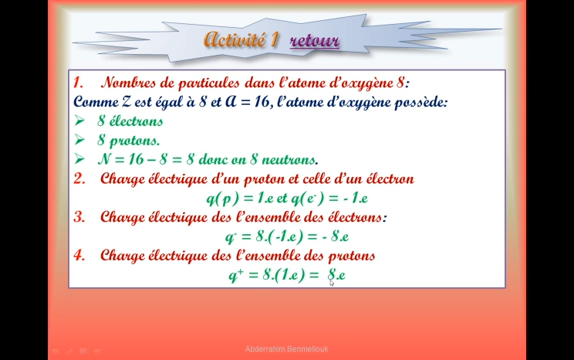 Activité 1 retour
1. Nombres de particules dans l'atome d'oxygène 8:
Comme Z est égal à 8 et A = 16, l'atome d'oxygène possède:
➢ 8 électrons
➢ 8 protons.
➢ N = 16 – 8 = 8 donc on 8 neutrons.
2. Charge électrique d'un proton et celle d'un électron
q(p) = 1.e et q(e⁻) = - 1.e
3. Charge électrique des l'ensemble des électrons:
q⁻ = 8.(-1.e) = - 8.e
4. Charge électrique des l'ensemble des protons
q⁺ = 8.(1.e) = 8.e
Abderrahim Benniellouk